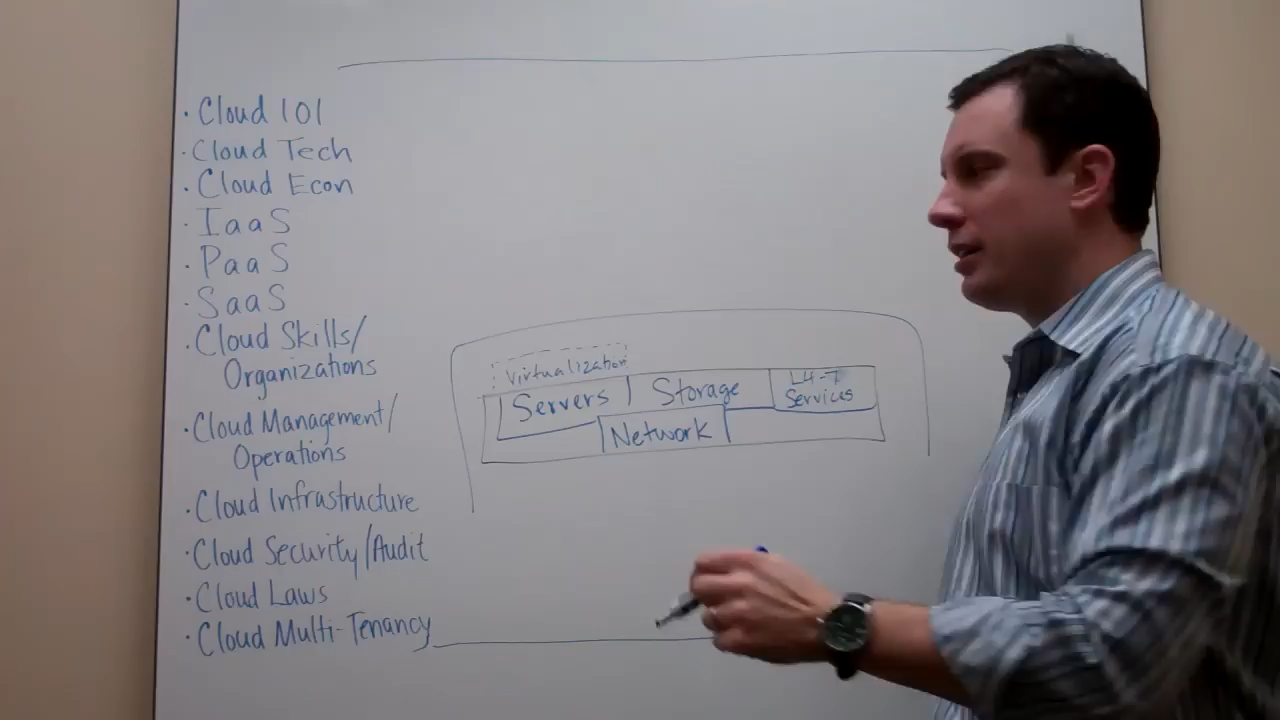 · Cloud 101
· Cloud Tech
· Cloud Econ
· IaaS
· PaaS
· SaaS
· Cloud Skills/
Organizations
· Cloud Management/
Operations
· Cloud Infrastructure
· Cloud Security/Audit
· Cloud Laws
· Cloud Multi-Tenancy
Virtualization
Servers
Storage
L4-7
Services
Network